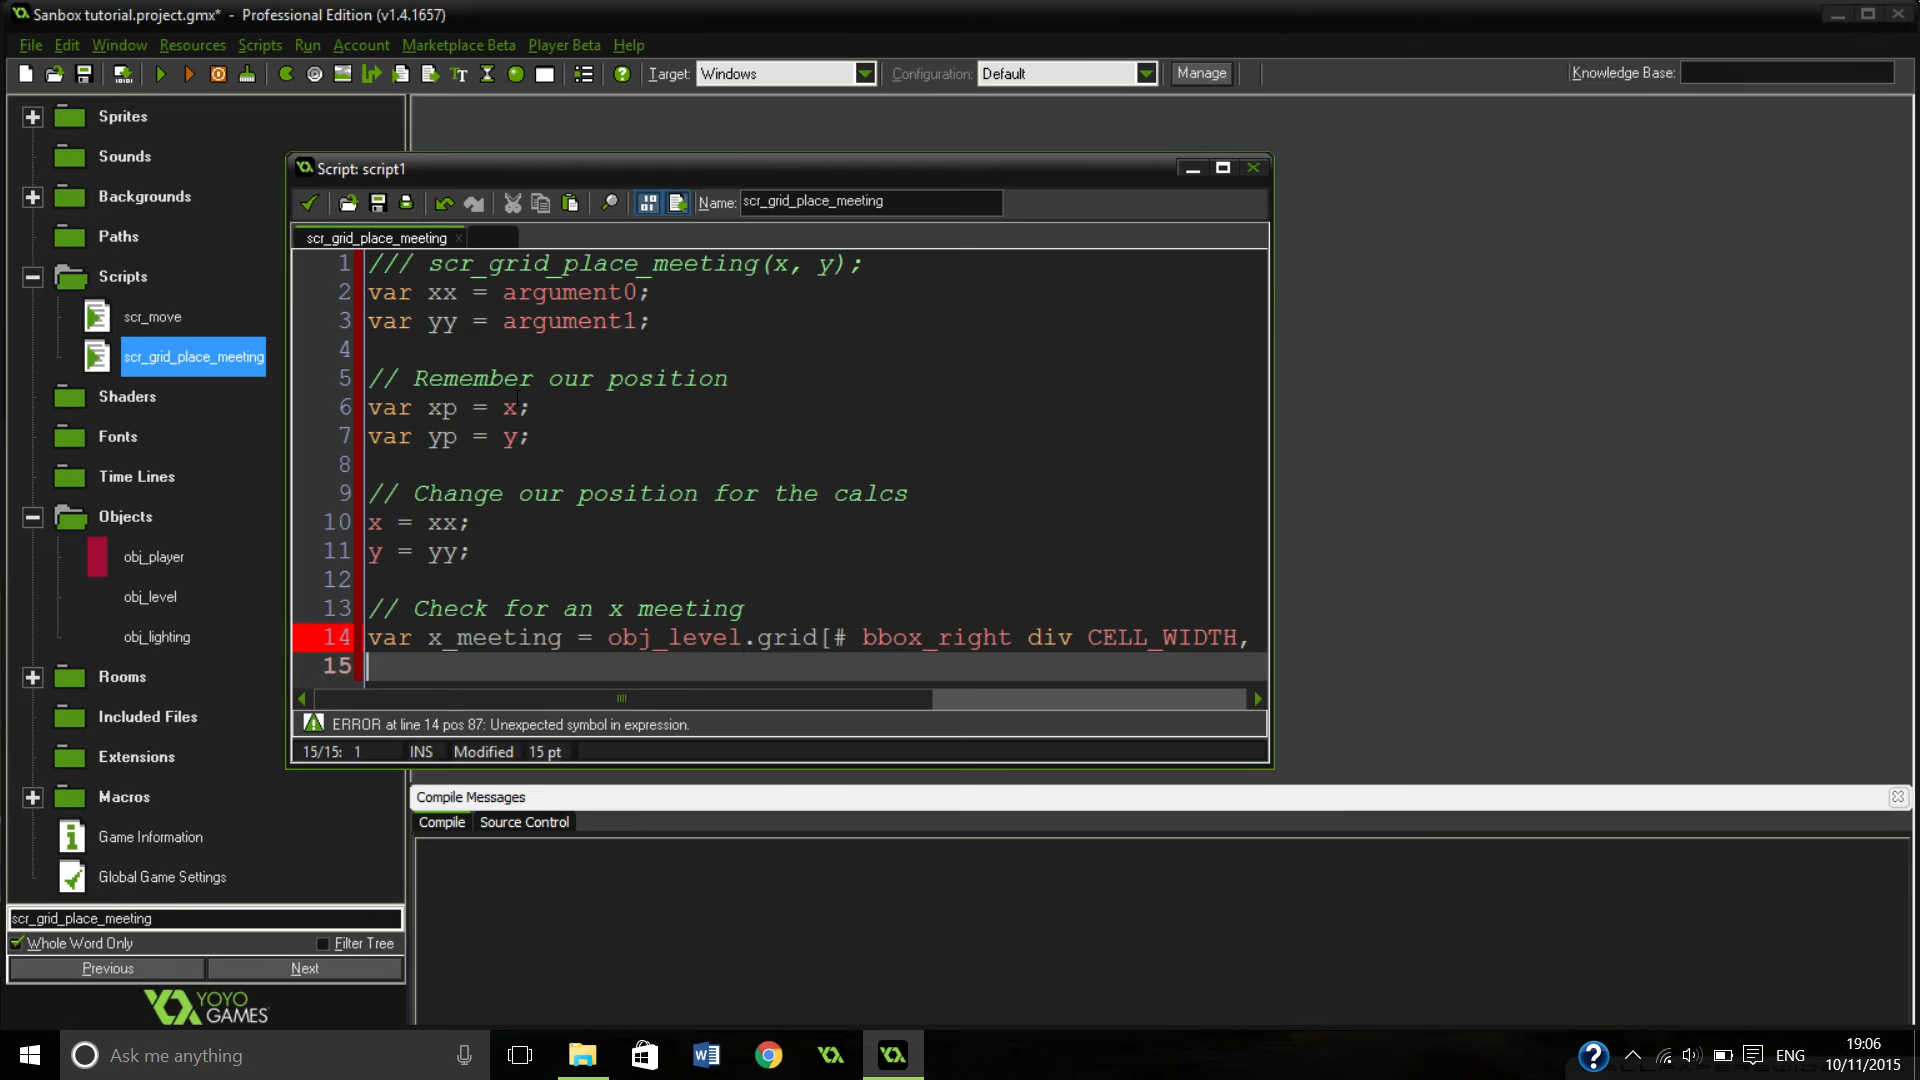 Sanbox tutorial.project.gmx* - Professional Edition (v1.4.1657)
File Edit Window Resources Scripts Run Account Marketplace Beta Player Beta Help
Target: Windows Configuration: Default Manage Knowledge Base:
Sprites
Sounds
Backgrounds
Paths
Scripts
scr_move
scr_grid_place_meeting
Shaders
Fonts
Time Lines
Objects
obj_player
obj_level
obj_lighting
Rooms
Included Files
Extensions
Macros
Game Information
Global Game Settings
scr_grid_place_meeting
Whole Word Only Filter Tree
Previous Next
YOYO
GAMES
Script: script1
Name: scr_grid_place_meeting
scr_grid_place_meeting
1 /// scr_grid_place_meeting(x, y);
2 var xx = argument0;
3 var yy = argument1;
4
5 // Remember our position
6 var xp = x;
7 var yp = y;
8
9 // Change our position for the calcs
10 x = xx;
11 y = yy;
12
13 // Check for an x meeting
14 var x_meeting = obj_level.grid[# bbox_right div CELL_WIDTH,
15
ERROR at line 14 pos 87: Unexpected symbol in expression.
15/15: 1 INS Modified 15 pt
Compile Messages
Compile Source Control
Ask me anything
ENG
19:06
10/11/2015